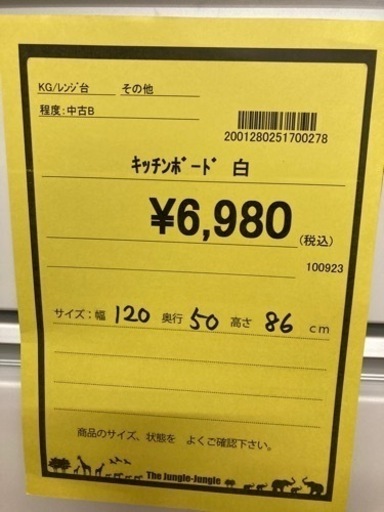 KG/ﾚﾝｼﾞ台 その他
程度:中古B
2001280251700278
ｷｯﾁﾝﾎﾞｰﾄﾞ 白
¥6,980(税込)
100923
サイズ:幅 120 奥行 50 高さ 86 cm
商品のサイズ、状態を よくご確認下さい。
The Jungle-Jungle